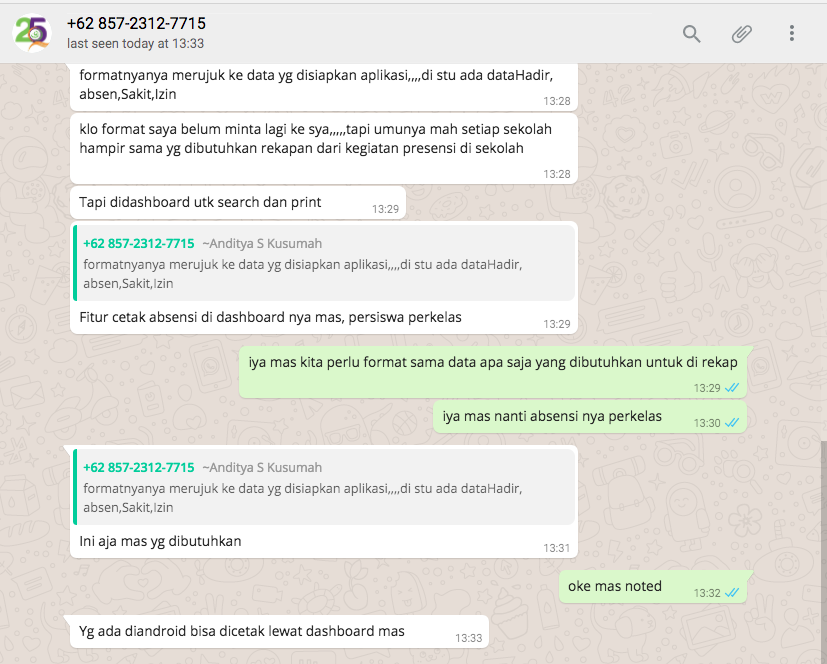 25
+62 857-2312-7715
last seen today at 13:33
formatnyanya merujuk ke data yg disiapkan aplikasi,,,,di stu ada dataHadir,
absen,Sakit,Izin
13:28
klo format saya belum minta lagi ke sya,,,,,tapi umunya mah setiap sekolah
hampir sama yg dibutuhkan rekapan dari kegiatan presensi di sekolah
13:28
Tapi didashboard utk search dan print
13:29
+62 857-2312-7715 ~Anditya S Kusumah
formatnyanya merujuk ke data yg disiapkan aplikasi,,,,di stu ada dataHadir,
absen,Sakit,Izin
Fitur cetak absensi di dashboard nya mas, persiswa perkelas
13:29
iya mas kita perlu format sama data apa saja yang dibutuhkan untuk di rekap
13:29
iya mas nanti absensi nya perkelas
13:30
+62 857-2312-7715 ~Anditya S Kusumah
formatnyanya merujuk ke data yg disiapkan aplikasi,,,,di stu ada dataHadir,
absen,Sakit,Izin
Ini aja mas yg dibutuhkan
13:31
oke mas noted
13:32
Yg ada diandroid bisa dicetak lewat dashboard mas
13:33